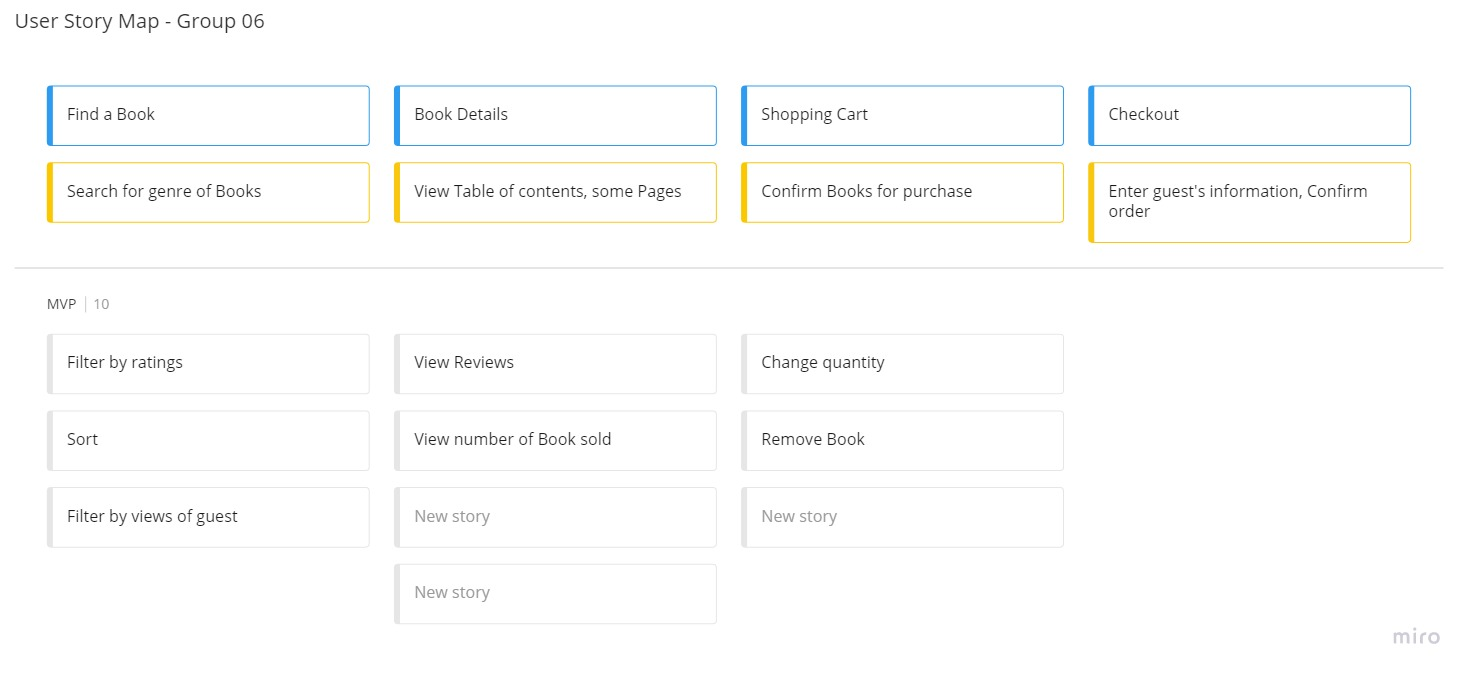 User Story Map - Group 06
Find a Book
Book Details
Shopping Cart
Checkout
Search for genre of Books
View Table of contents, some Pages
Confirm Books for purchase
Enter guest's information, Confirm
order
MVP | 10
Filter by ratings
View Reviews
Change quantity
Sort
View number of Book sold
Remove Book
Filter by views of guest
New story
New story
New story
miro